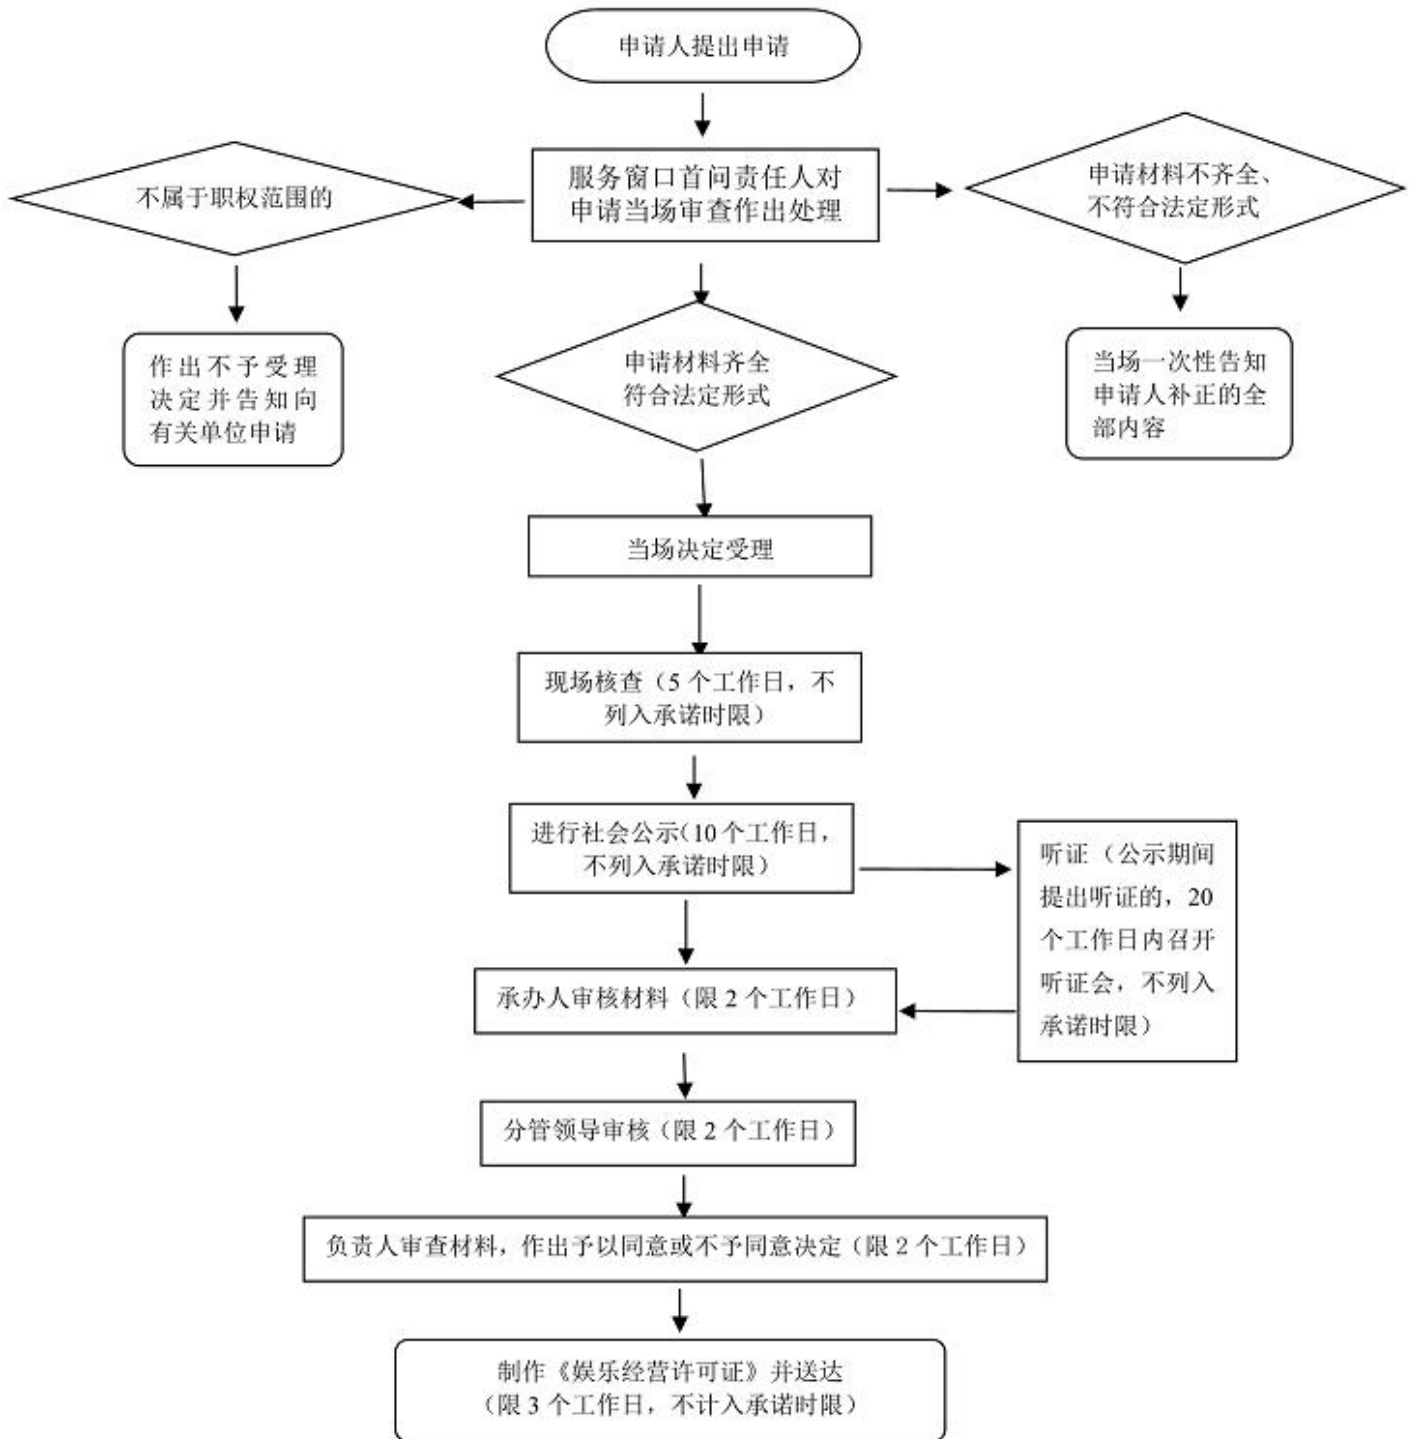 申请人提出申请
服务窗口首问责任人对
申请当场审查作出处理
不属于职权范围的
申请材料不齐全、
不符合法定形式
作出不予受理
决定并告知向
有关单位申请
申请材料齐全
符合法定形式
当场一次性告知
申请人补正的全
部内容
当场决定受理
现场核查（5 个工作日，不
列入承诺时限）
进行社会公示（10 个工作日，
不列入承诺时限）
听证（公示期间
提出听证的，20
个工作日内召开
听证会，不列入
承诺时限）
承办人审核材料（限 2 个工作日）
分管领导审核（限 2 个工作日）
负责人审查材料，作出予以同意或不予同意决定（限 2 个工作日）
制作《娱乐经营许可证》并送达
（限 3 个工作日，不计入承诺时限）